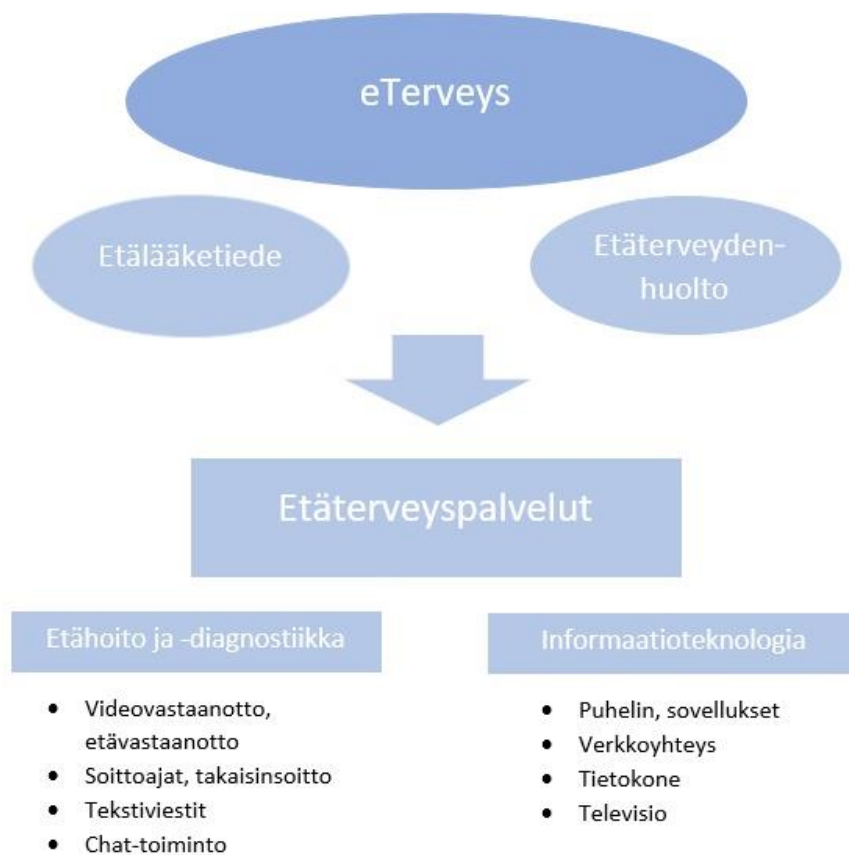 eTerveys
Etälääketiede
Etäterveyden-
huolto
Etäterveyspalvelut
Etähoito ja -diagnostiikka
• Videovastaanotto,
etävastaanotto
• Soittoajat, takaisinsoitto
• Tekstiviestit
• Chat-toiminto
Informaatioteknologia
• Puhelin, sovellukset
• Verkkoyhteys
• Tietokone
• Televisio